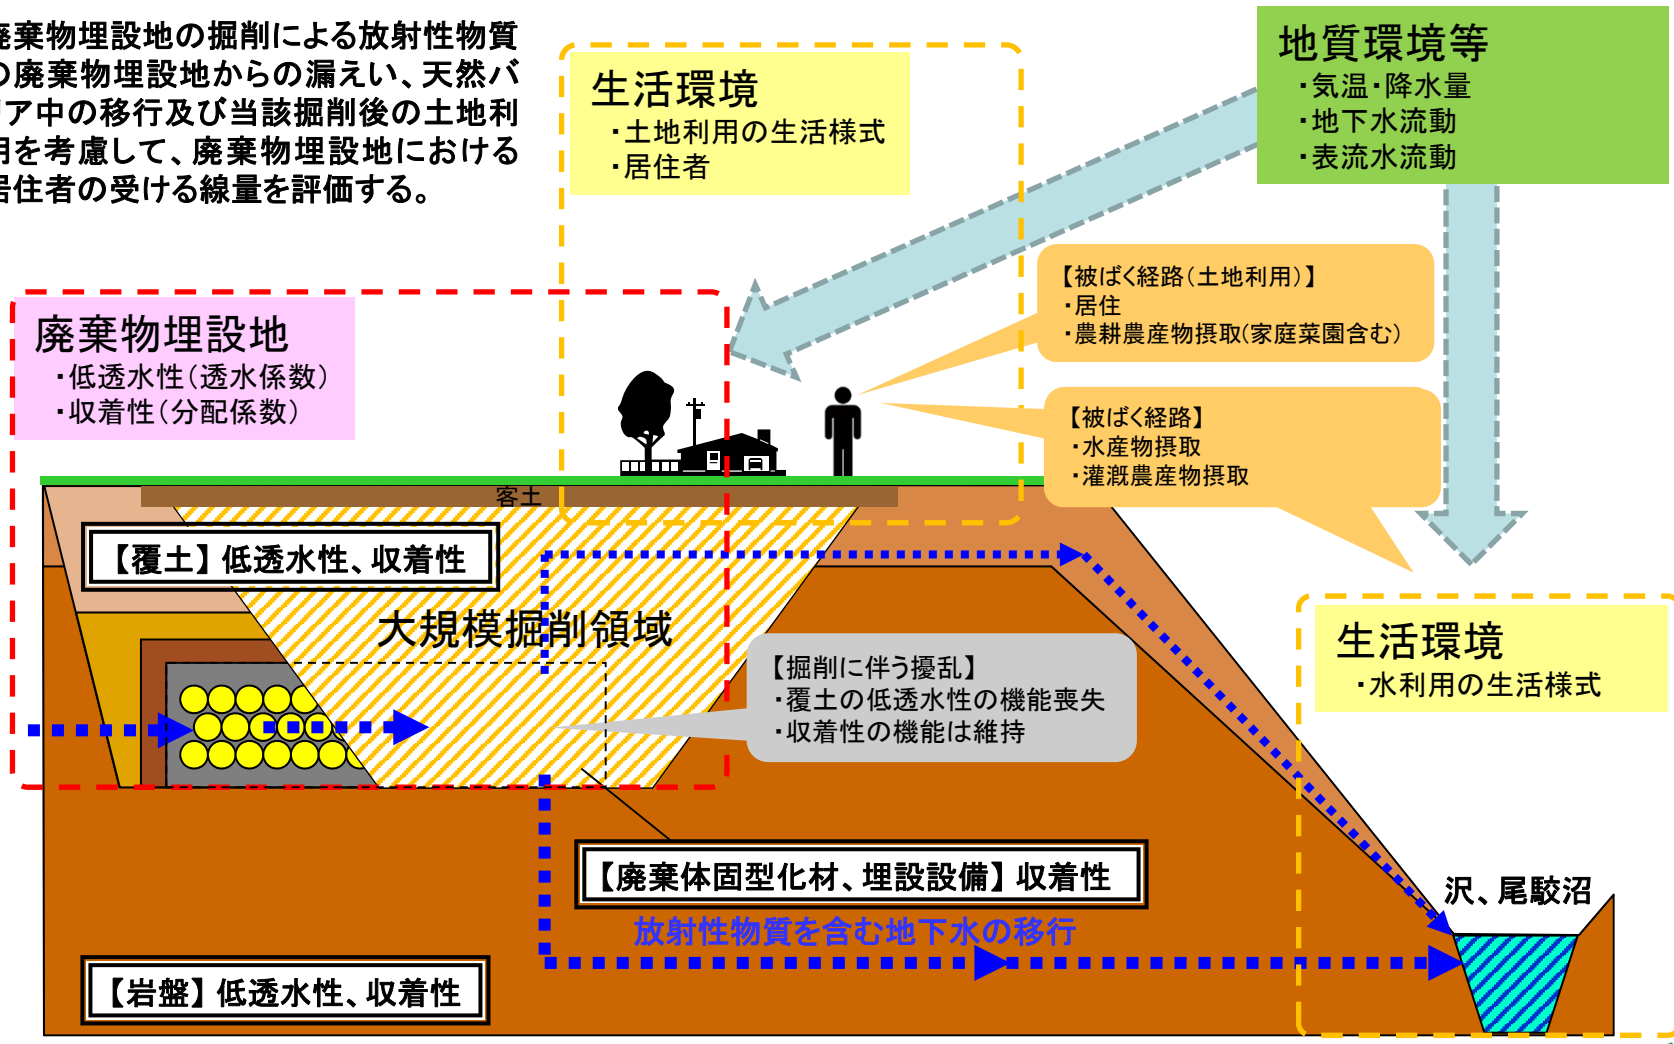 廃棄物埋設地の掘削による放射性物質
の廃棄物埋設地からの漏えい、天然バ
リア中の移行及び当該掘削後の土地利
用を考慮して、廃棄物埋設地における
居住者の受ける線量を評価する。
生活環境
・土地利用の生活様式
・居住者
地質環境等
・気温・降水量
・地下水流動
・表流水流動
【被ばく経路(土地利用)】
・居住
・農耕農産物摂取(家庭菜園含む)
廃棄物埋設地
・低透水性(透水係数)
・収着性(分配係数)
【被ばく経路】
・水産物摂取
・灌漑農産物摂取
客土
【覆土】低透水性、収着性
大規模掘削領域
【掘削に伴う擾乱】
・覆土の低透水性の機能喪失
・収着性の機能は維持
生活環境
・水利用の生活様式
【廃棄体固型化材、埋設設備】収着性
沢、尾駮沼
放射性物質を含む地下水の移行
【岩盤】低透水性、収着性